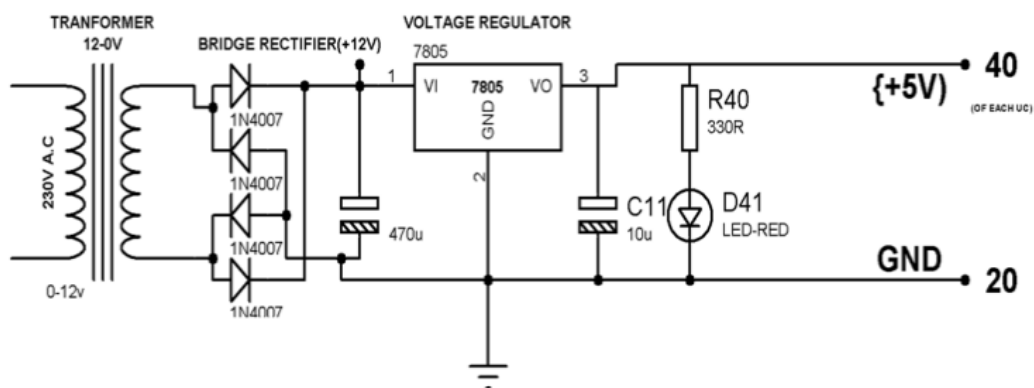 TRANFORMER
12-0V
230V A.C
0-12v
BRIDGE RECTIFIER(+12V)
1N4007
1N4007
1N4007
1N4007
470u
VOLTAGE REGULATOR
7805
1
VI
7805
VO
3
GND
2
C11
10u
R40
330R
D41
LED-RED
{+5V)
40
(OF EACH UC)
GND
20